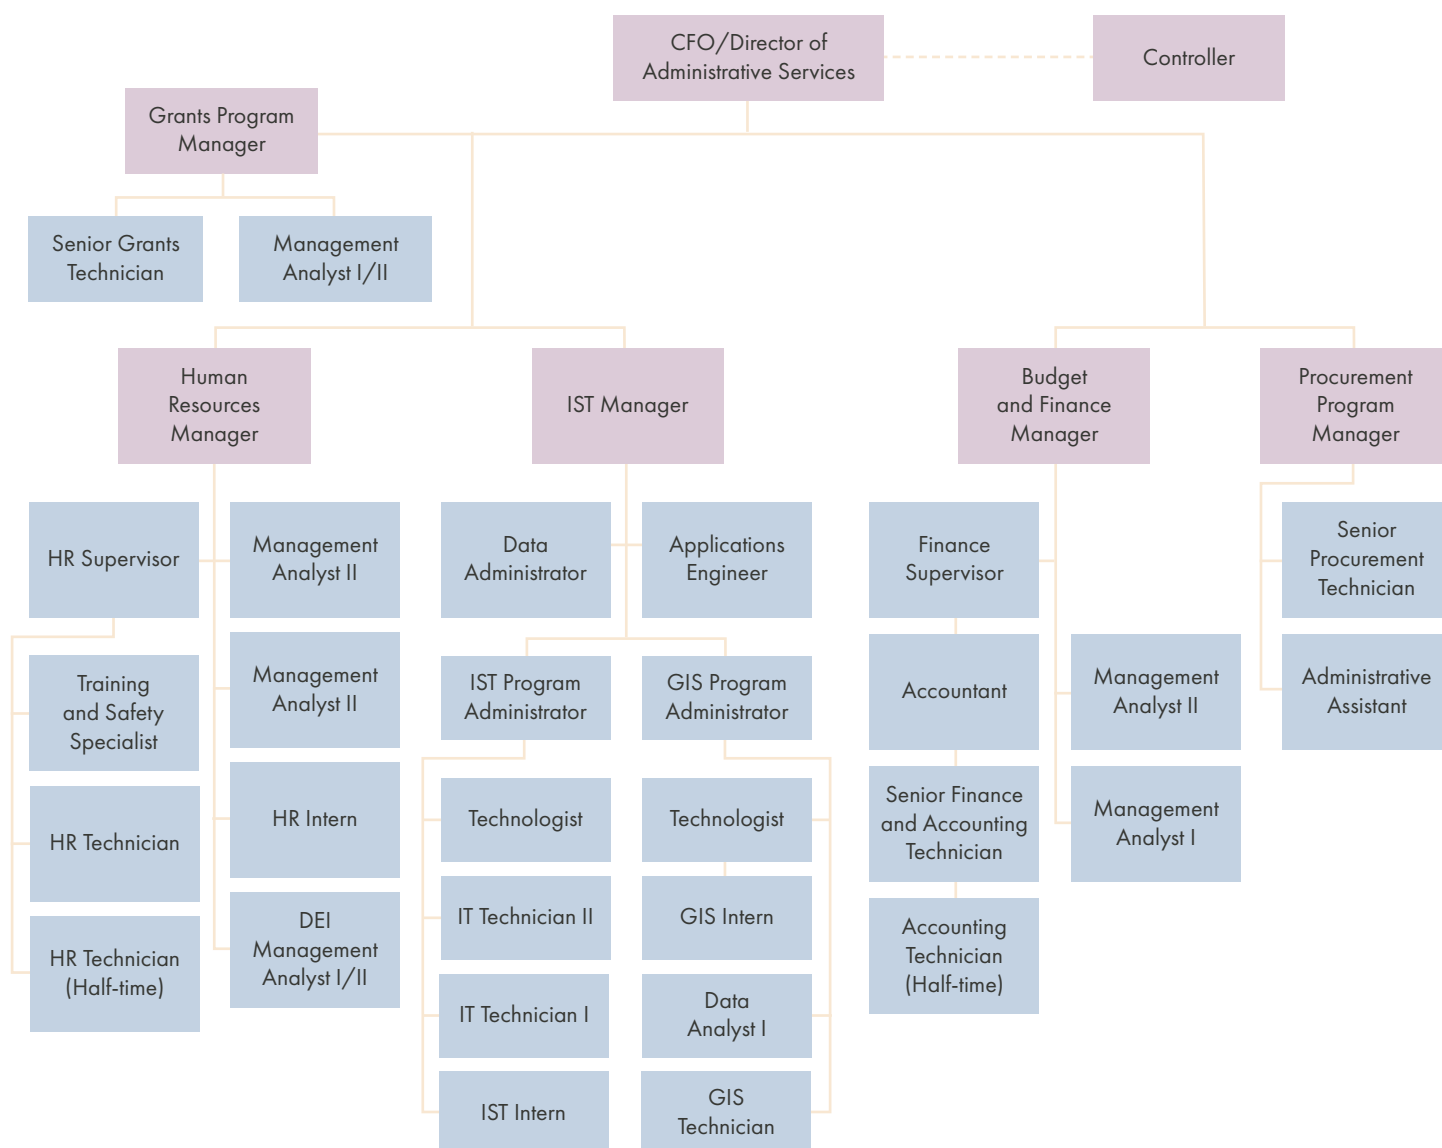 CFO/Director of
Administrative Services
Controller
Grants Program
Manager
Senior Grants
Technician
Management
Analyst I/II
Human
Resources
Manager
IST Manager
Budget
and Finance
Manager
Procurement
Program
Manager
HR Supervisor
Management
Analyst II
Training
and Safety
Specialist
Management
Analyst II
HR Technician
HR Intern
HR Technician
(Half-time)
DEI
Management
Analyst I/II
Data
Administrator
Applications
Engineer
IST Program
Administrator
GIS Program
Administrator
Technologist
IT Technician II
IT Technician I
IST Intern
Technologist
GIS Intern
Data
Analyst I
GIS
Technician
Finance
Supervisor
Accountant
Senior Finance
and Accounting
Technician
Accounting
Technician
(Half-time)
Management
Analyst II
Management
Analyst I
Senior
Procurement
Technician
Administrative
Assistant